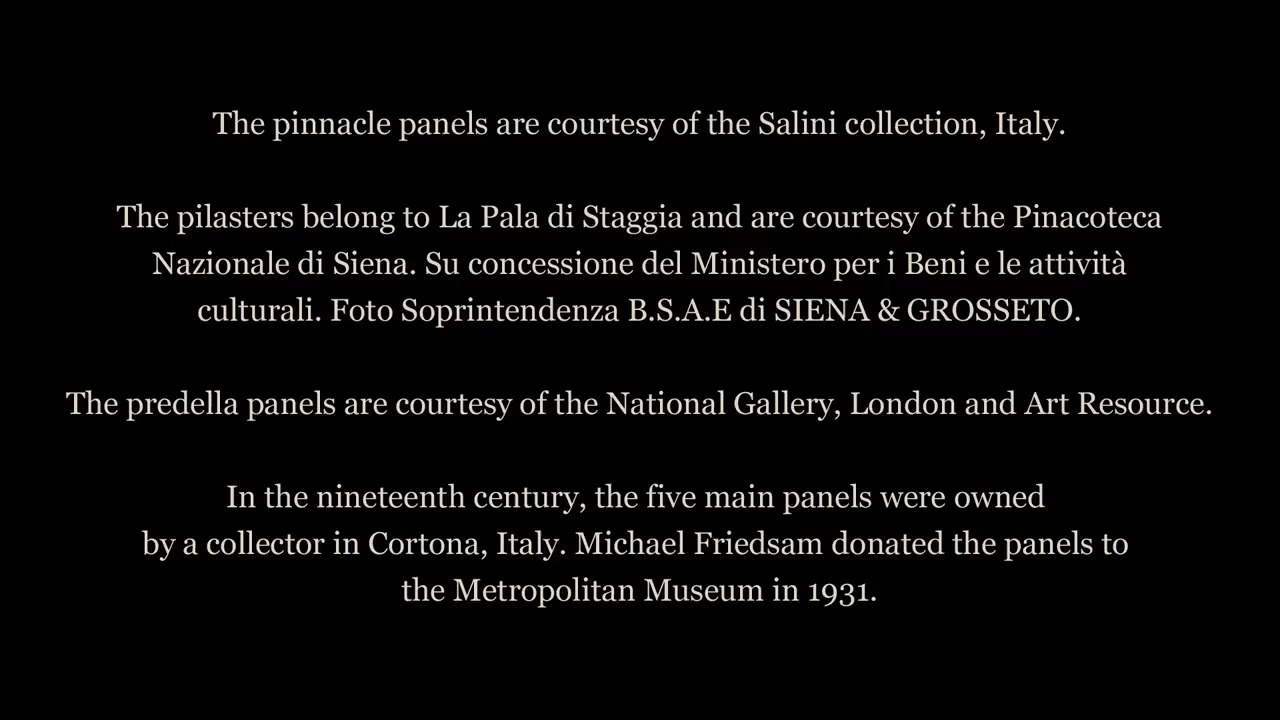 The pinnacle panels are courtesy of the Salini collection, Italy.
The pilasters belong to La Pala di Staggia and are courtesy of the Pinacoteca
Nazionale di Siena. Su concessione del Ministero per i Beni e le attività
culturali. Foto Soprintendenza B.S.A.E di SIENA & GROSSETO.
The predella panels are courtesy of the National Gallery, London and Art Resource.
In the nineteenth century, the five main panels were owned
by a collector in Cortona, Italy. Michael Friedsam donated the panels to
the Metropolitan Museum in 1931.